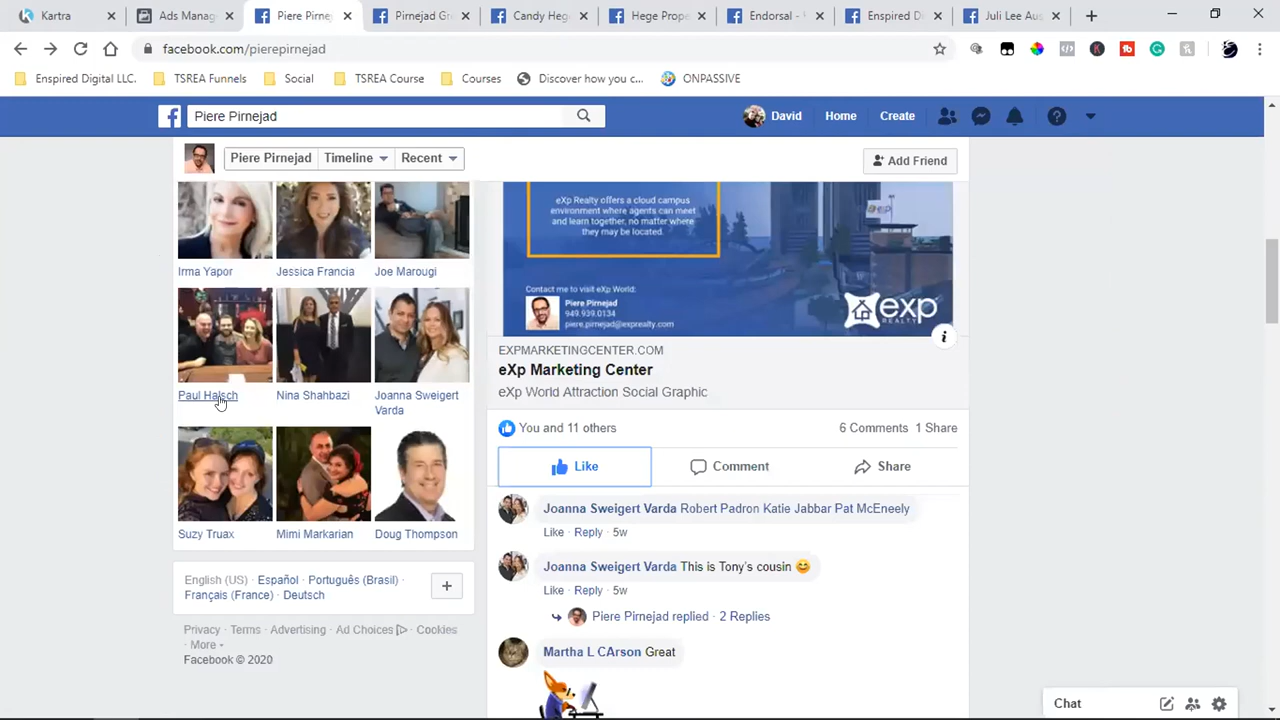 Kartra
Ads Manag
Piere Pirnej
Pirnejad Gr
Candy Heg
Hege Prope
Endorsal -
Enspired D
Juli Lee Aus
facebook.com/pierepirnejad
Enspired Digital LLC.
TSREA Funnels
Social
TSREA Course
Courses
Discover how you c...
ONPASSIVE
Piere Pirnejad
David
Home
Create
Piere Pirnejad
Timeline
Recent
Add Friend
eXp Realty offers a cloud campus
environment where agents can meet
and learn together, no matter where
they may be located.
Irma Yapor
Jessica Francia
Joe Marougi
Contact me to visit eXp World:
Piere Pirnejad
949.939.0134
piere.pirnejad@exprealty.com
exp
REALTY
EXPMARKETINGCENTER.COM
eXp Marketing Center
eXp World Attraction Social Graphic
Paul Halsch
Nina Shahbazi
Joanna Sweigert
Varda
You and 11 others
6 Comments 1 Share
Like
Comment
Share
Joanna Sweigert Varda Robert Padron Katie Jabbar Pat McEneely
Like · Reply · 5w
Suzy Truax
Mimi Markarian
Doug Thompson
Joanna Sweigert Varda This is Tony's cousin 😊
Like · Reply · 5w
Piere Pirnejad replied · 2 Replies
English (US) · Español · Português (Brasil) ·
Français (France) · Deutsch
Privacy · Terms · Advertising · Ad Choices · Cookies
· More
Facebook © 2020
Martha L CArson Great
Chat